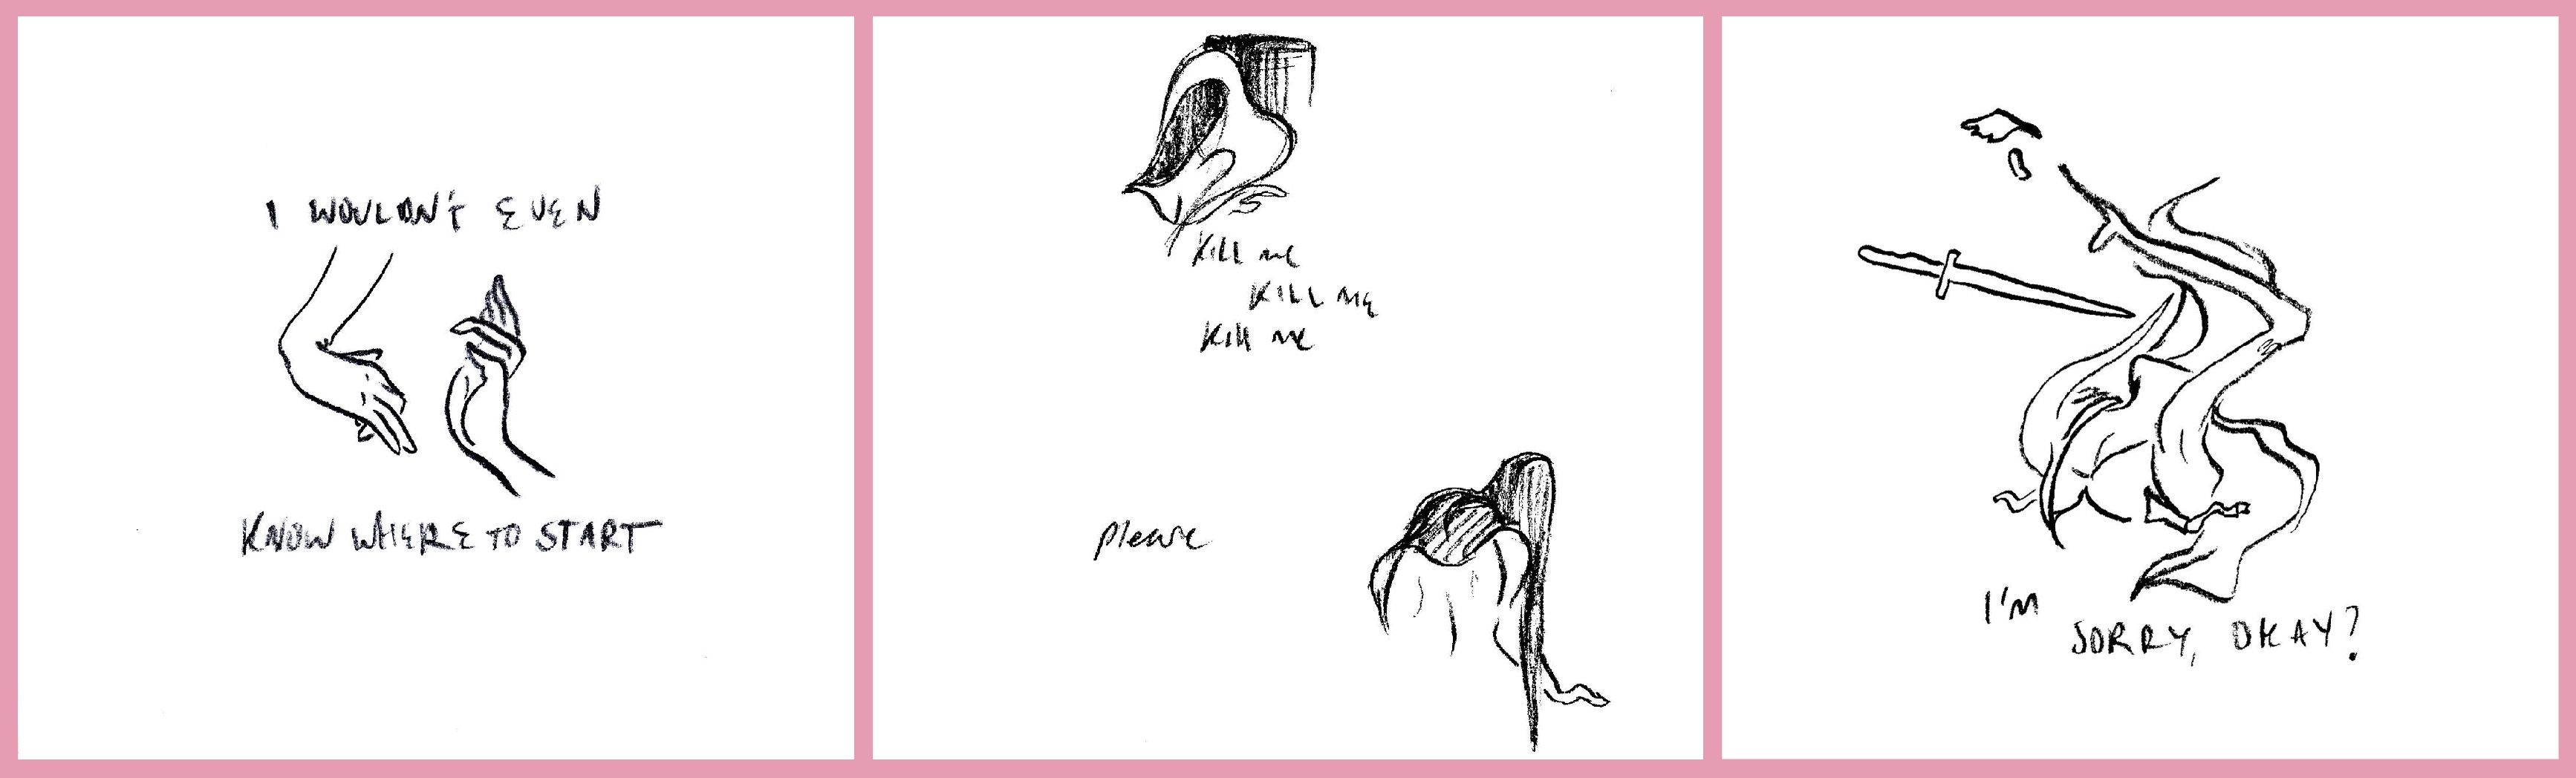 I WOULDN'T EVEN
KNOW WHERE TO START
Kill me
KILL ME
Kill me
please
I'M
SORRY, OKAY?